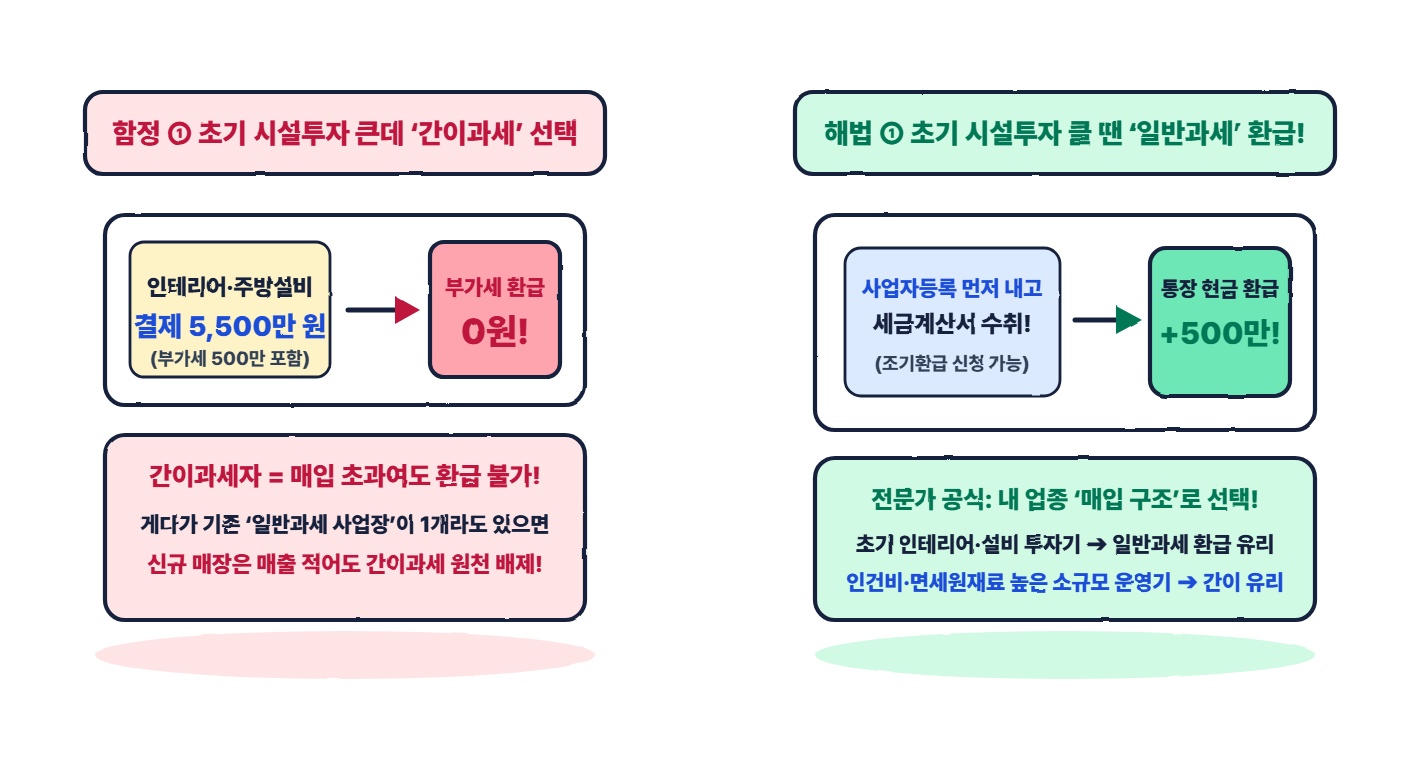 함정 ① 초기 시설투자 큰데 ‘간이과세’ 선택
인테리어·주방설비
결제 5,500만 원
(부가세 500만 포함)
부가세 환급
0원!
간이과세자 = 매입 초과여도 환급 불가!
게다가 기존 ‘일반과세 사업장’이 1개라도 있으면
신규 매장은 매출 적어도 간이과세 원천 배제!
해법 ① 초기 시설투자 클 땐 ‘일반과세’ 환급!
사업자등록 먼저 내고
세금계산서 수취!
(조기환급 신청 가능)
통장 현금 환급
+500만!
전문가 공식: 내 업종 ‘매입 구조’로 선택!
초기 인테리어·설비 투자기 ➔ 일반과세 환급 유리
인건비·면세원재료 높은 소규모 운영기 ➔ 간이 유리